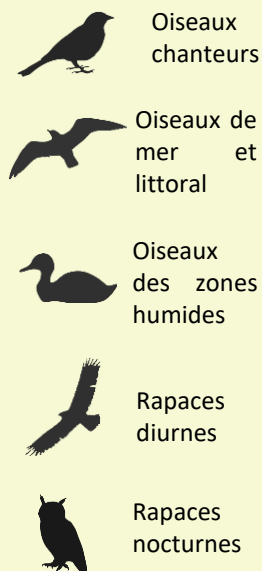 Oiseaux
chanteurs
Oiseaux de
mer et
littoral
Oiseaux
des zones
humides
Rapaces
diurnes
Rapaces
nocturnes